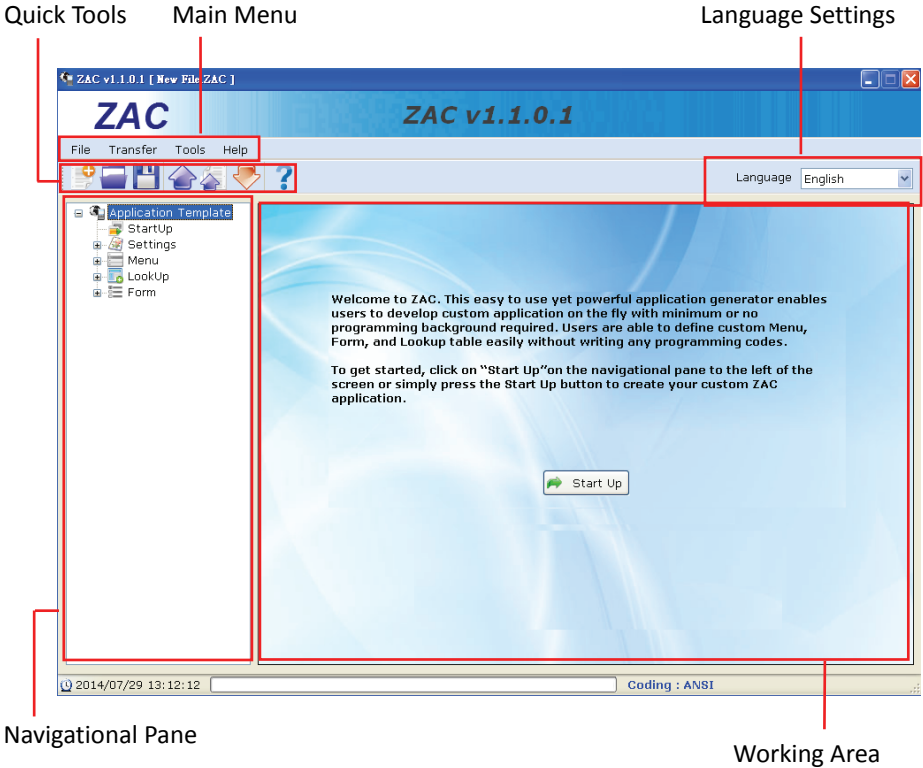 Quick Tools
Main Menu
Language Settings
ZAC v1.1.0.1 [ New File.ZAC ]
ZAC
ZAC v1.1.0.1
File Transfer Tools Help
Language English
Application Template
StartUp
Settings
Menu
LookUp
Form
Welcome to ZAC. This easy to use yet powerful application generator enables
users to develop custom application on the fly with minimum or no
programming background required. Users are able to define custom Menu,
Form, and Lookup table easily without writing any programming codes.
To get started, click on "Start Up"on the navigational pane to the left of the
screen or simply press the Start Up button to create your custom ZAC
application.
Start Up
2014/07/29 13:12:12
Coding : ANSI
Navigational Pane
Working Area